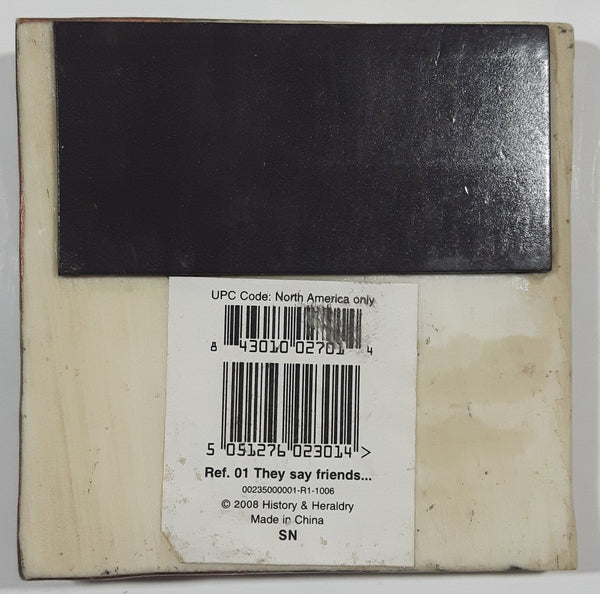 UPC Code: North America only
8 43010 02701 4
5 051276 023014 >
Ref. 01 They say friends...
00235000001-R1-1006
© 2008 History & Heraldry
Made in China
SN